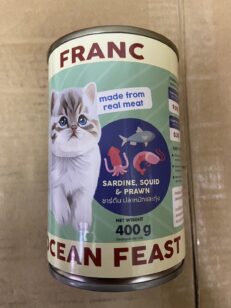 FRANC
made from
real meat
SARDINE, SQUID
& PRAWN
ซาร์ดีน ปลาหมึกและกุ้ง
NET WEIGHT
400 g
OCEAN FEAST